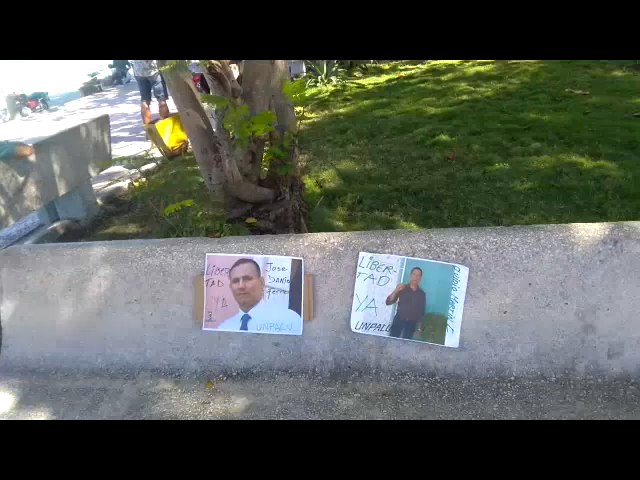 LIBER
TAD
YA
Jose
Daniel
Ferrer
UNPACU
LIBER-
TAD
YA
UNPACU